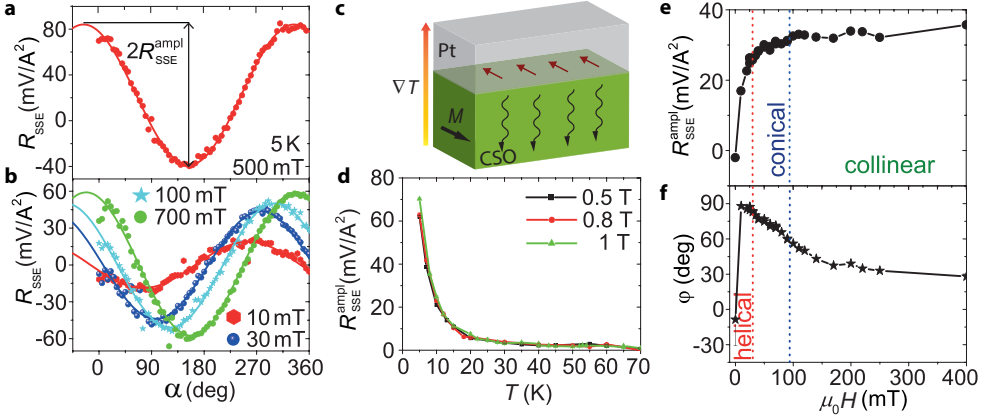 a
80
40
0
-40
R_SSE (mV/A²)
2R_SSE^ampl
5 K
500 mT
b
60
30
0
-30
-60
R_SSE (mV/A²)
100 mT
700 mT
10 mT
30 mT
0 90 180 270 360
α (deg)
c
∇T
Pt
M
CSO
d
80
60
40
20
0
R_SSE^ampl (mV/A²)
0.5 T
0.8 T
1 T
0 10 20 30 40 50 60 70
T (K)
e
40
20
0
R_SSE^ampl (mV/A²)
conical
collinear
f
90
60
30
0
-30
φ (deg)
helical
0 100 200 300 400
μ₀H (mT)